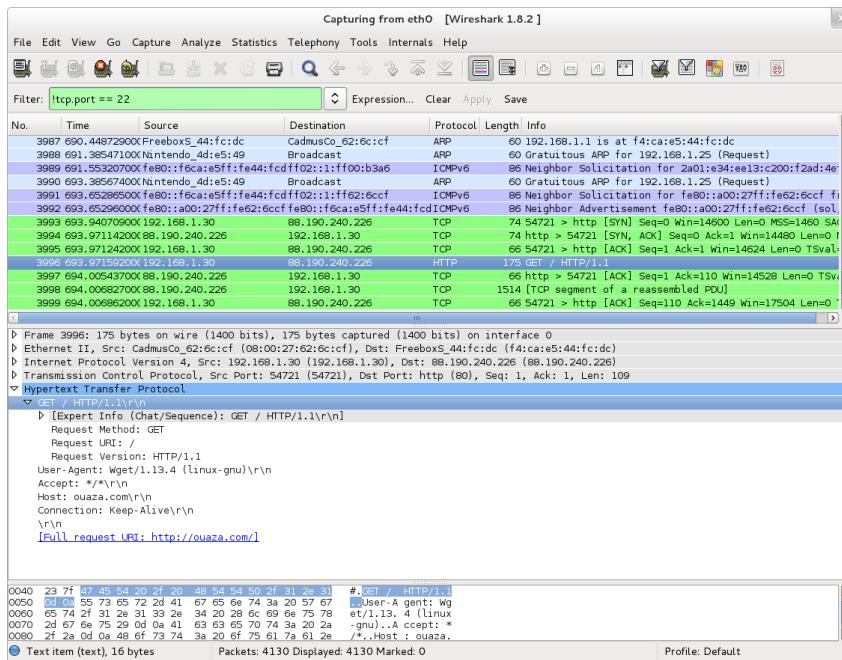 Capturing from eth0 [Wireshark 1.8.2 ]
File Edit View Go Capture Analyze Statistics Telephony Tools Internals Help
Filter: !tcp.port == 22 Expression... Clear Apply Save
No. Time Source Destination Protocol Length Info
3987 690.44872900( FreeboxS_44:fc:dc CadmusCo_62:6c:cf ARP 60 192.168.1.1 is at f4:ca:e5:44:fc:dc
3988 691.38547100( Nintendo_4d:e5:49 Broadcast ARP 60 Gratuitous ARP for 192.168.1.25 (Request)
3989 691.55320700( fe80::f6ca:e5ff:fe44:fcd ff02::1:ff00:b3a6 ICMPv6 86 Neighbor Solicitation for 2a01:e34:ee13:c200:f2ad:4e
3990 693.38567400( Nintendo_4d:e5:49 Broadcast ARP 60 Gratuitous ARP for 192.168.1.25 (Request)
3991 693.65286500( fe80::f6ca:e5ff:fe44:fcd ff02::1:ff62:6ccf ICMPv6 86 Neighbor Solicitation for fe80::a00:27ff:fe62:6ccf
3992 693.65296000( fe80::a00:27ff:fe62:6ccf fe80::f6ca:e5ff:fe44:fcd ICMPv6 86 Neighbor Advertisement fe80::a00:27ff:fe62:6ccf (sol,
3993 693.94070900( 192.168.1.30 88.190.240.226 TCP 74 54721 > http [SYN] Seq=0 Win=14600 Len=0 MSS=1460
3994 693.97114200( 88.190.240.226 192.168.1.30 TCP 74 http > 54721 [SYN, ACK] Seq=0 Ack=1 Win=14480 Len=0
3995 693.97124200( 192.168.1.30 88.190.240.226 TCP 66 54721 > http [ACK] Seq=1 Ack=1 Win=14624 Len=0 TSval=
3996 693.97159200( 192.168.1.30 88.190.240.226 HTTP 175 GET / HTTP/1.1
3997 694.00543700( 88.190.240.226 192.168.1.30 TCP 66 http > 54721 [ACK] Seq=1 Ack=110 Win=14528 Len=0
3998 694.00682700( 88.190.240.226 192.168.1.30 TCP 1514 [TCP segment of a reassembled PDU]
3999 694.00686200( 192.168.1.30 88.190.240.226 TCP 66 54721 > http [ACK] Seq=110 Ack=1449 Win=17504 Len=0
Frame 3996: 175 bytes on wire (1400 bits), 175 bytes captured (1400 bits) on interface 0
Ethernet II, Src: CadmusCo_62:6c:cf (08:00:27:62:6c:cf), Dst: FreeboxS_44:fc:dc (f4:ca:e5:44:fc:dc)
Internet Protocol Version 4, Src: 192.168.1.30 (192.168.1.30), Dst: 88.190.240.226 (88.190.240.226)
Transmission Control Protocol, Src Port: 54721 (54721), Dst Port: http (80), Seq: 1, Ack: 1, Len: 109
Hypertext Transfer Protocol
GET / HTTP/1.1\r\n
[Expert Info (Chat/Sequence): GET / HTTP/1.1\r\n]
Request Method: GET
Request URI: /
Request Version: HTTP/1.1
User-Agent: Wget/1.13.4 (linux-gnu)\r\n
Accept: */*\r\n
Host: ouaza.com\r\n
Connection: Keep-Alive\r\n
\r\n
[Full request URI: http://ouaza.com/]
0040 23 7f 47 45 54 20 2f 20 48 54 54 50 2f 31 2e 31 #.GET / HTTP/1.1
0050 0d 0a 55 73 65 72 2d 41 67 65 6e 74 3a 20 57 67 ..User-A gent: Wg
0060 65 74 2f 31 2e 31 33 2e 34 20 28 6c 69 6e 75 78 et/1.13. 4 (linux
0070 2d 67 6e 75 29 0d 0a 41 63 63 65 70 74 3a 20 2a -gnu)..A ccept: *
0080 2f 2a 0d 0a 48 6f 73 74 3a 20 6f 75 61 7a 61 2e /*..Host : ouaza.
Text item (text), 16 bytes Packets: 4130 Displayed: 4130 Marked: 0 Profile: Default